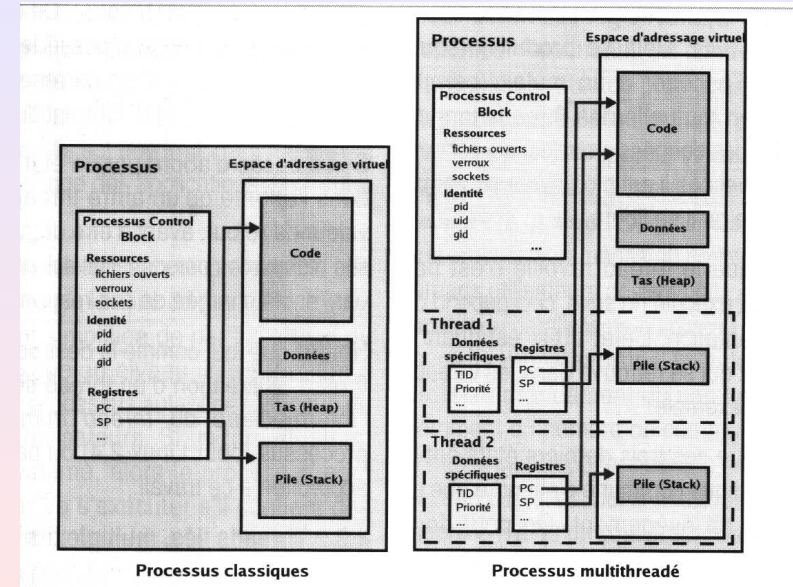 Processus
Espace d'adressage virtuel
Processus Control
Block
Ressources
fichiers ouverts
verroux
sockets
Identité
pid
uid
gid
Registres
PC
SP
...
Code
Données
Tas (Heap)
Pile (Stack)
Processus classiques
Processus
Espace d'adressage virtuel
Processus Control
Block
Ressources
fichiers ouverts
verroux
sockets
Identité
pid
uid
gid
...
Code
Données
Tas (Heap)
Thread 1
Données
spécifiques
TID
Priorité
...
Registres
PC
SP
...
Pile (Stack)
Thread 2
Données
spécifiques
TID
Priorité
...
Registres
PC
SP
...
Pile (Stack)
Processus multithreadé